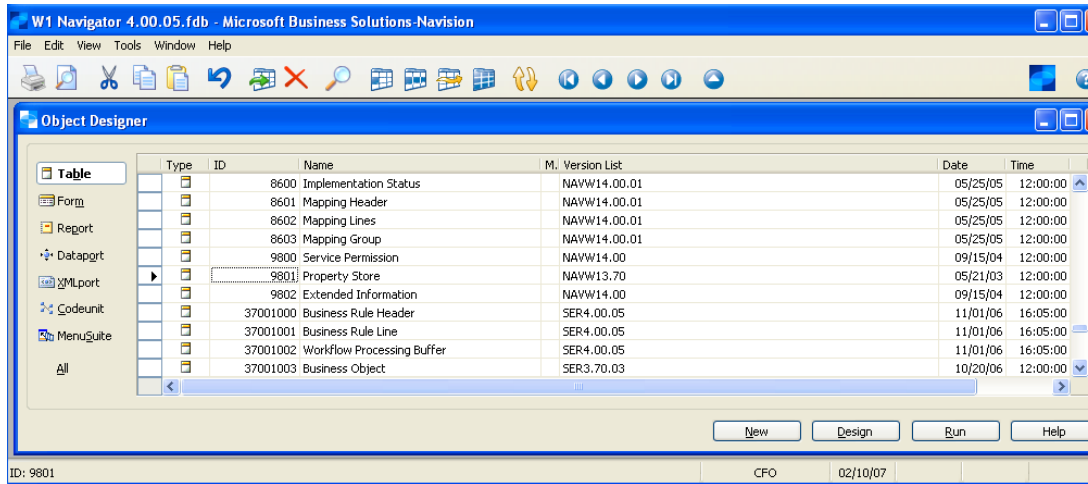 W1 Navigator 4.00.05.fdb - Microsoft Business Solutions-Navision
File Edit View Tools Window Help
Object Designer
Type ID Name M. Version List Date Time
Table
Form
Report
Dataport
XMLport
Codeunit
MenuSuite
All
8600 Implementation Status NAVW14.00.01 05/25/05 12:00:00
8601 Mapping Header NAVW14.00.01 05/25/05 12:00:00
8602 Mapping Lines NAVW14.00.01 05/25/05 12:00:00
8603 Mapping Group NAVW14.00.01 05/25/05 12:00:00
9800 Service Permission NAVW14.00 09/15/04 12:00:00
9801 Property Store NAVW13.70 05/21/03 12:00:00
9802 Extended Information NAVW14.00 09/15/04 12:00:00
37001000 Business Rule Header SER4.00.05 11/01/06 16:05:00
37001001 Business Rule Line SER4.00.05 11/01/06 16:05:00
37001002 Workflow Processing Buffer SER4.00.05 11/01/06 16:05:00
37001003 Business Object SER3.70.03 10/20/06 12:00:00
New Design Run Help
ID: 9801 CFO 02/10/07